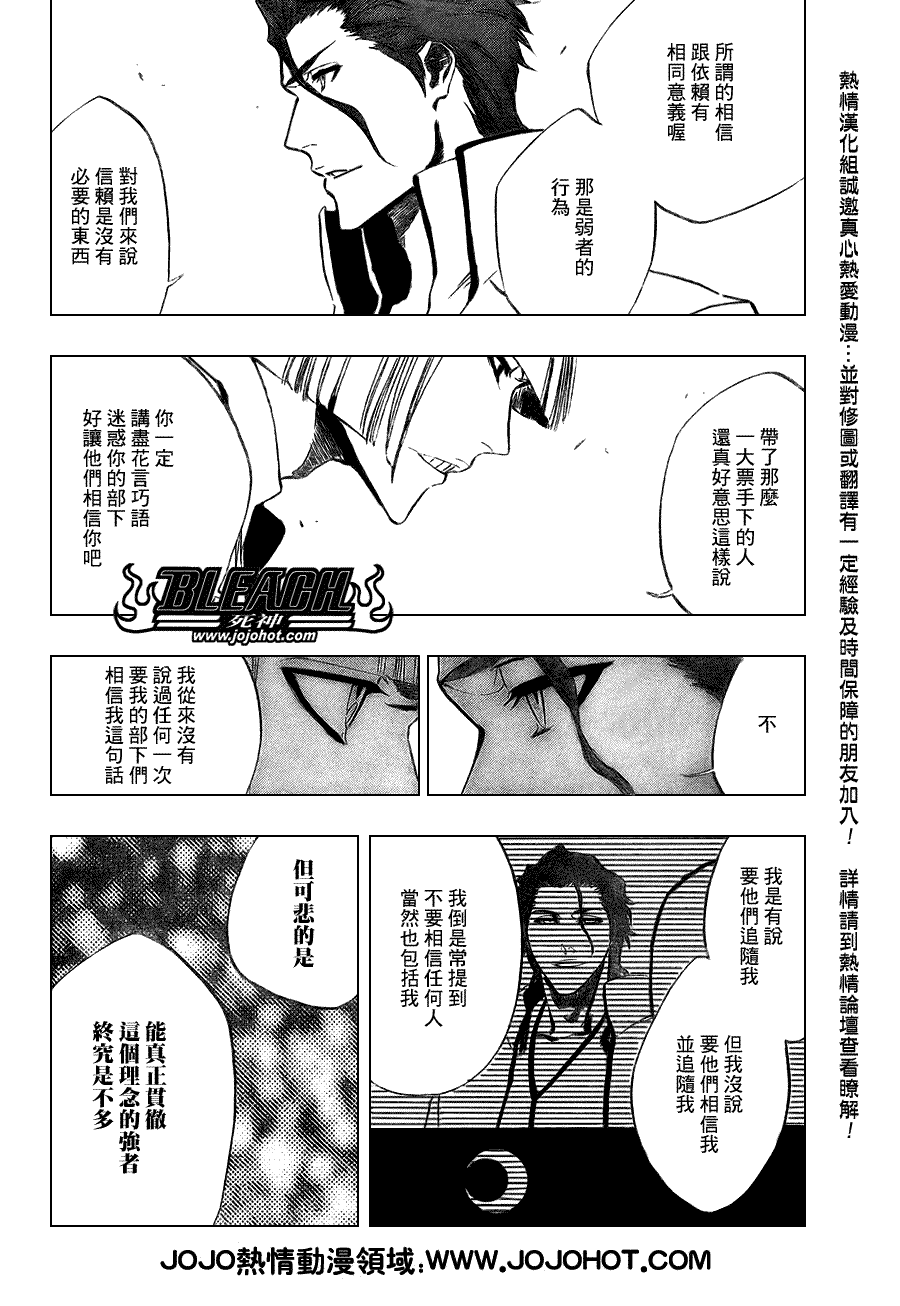 所謂的相信
跟依賴有
相同意義喔
那是弱者的
行為
對我們來說
信賴是沒有
必要的東西
帶了那麼
一大票手下的人
還真好意思這樣說
你一定
講盡花言巧語
迷惑你的部下
好讓他們相信你吧
BLEACH
死神
www.jojohot.com
不
我從來沒有
說過任何一次
要我的部下們
相信我這句話
我是有說
要他們追隨我
但我沒說
要他們相信我
並追隨我
我倒是常提到
不要相信任何人
當然也包括我
但可悲的是
能真正貫徹
這個理念的強者
終究是不多
熱情漢化組誠邀真心熱愛動漫…並對修圖或翻譯有一定經驗及時間保障的朋友加入！ 詳情請到熱情論壇查看瞭解！
JOJO熱情動漫領域:WWW.JOJOHOT.COM